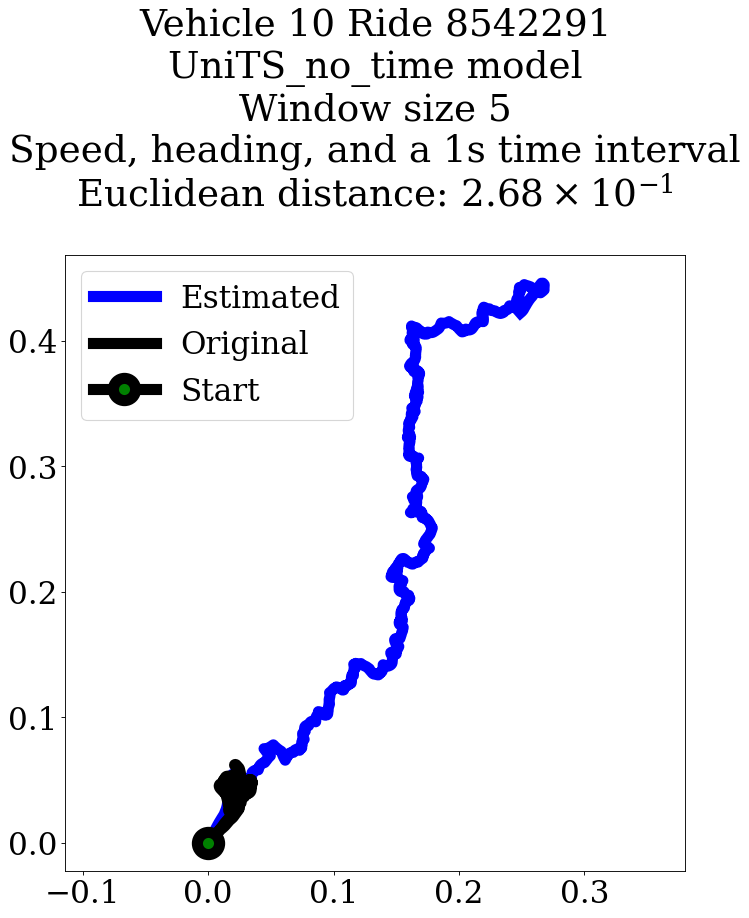 Vehicle 10 Ride 8542291
UniTS_no_time model
Window size 5
Speed, heading, and a 1s time interval
Euclidean distance: 2.68 × 10⁻¹
Estimated
Original
Start
0.4
0.3
0.2
0.1
0.0
−0.1 0.0 0.1 0.2 0.3